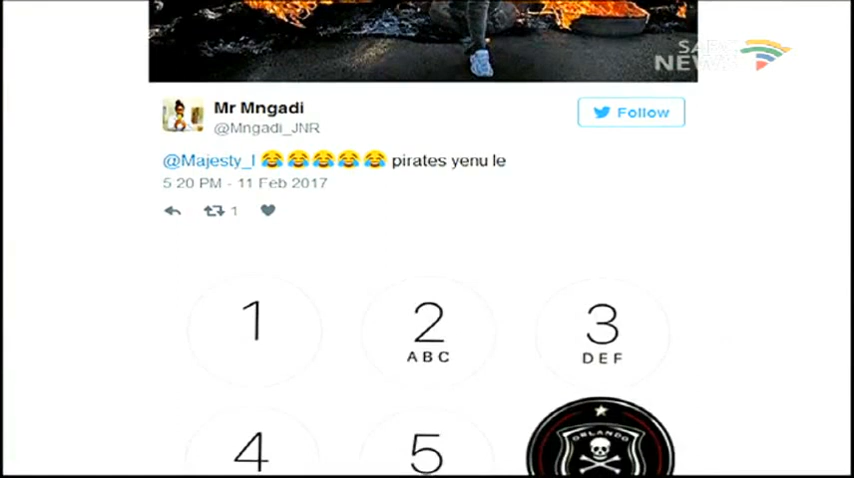 SABC
NEWS
Mr Mngadi
@Mngadi_JNR
Follow
@Majesty_I 😂😂😂😂😂 pirates yenu le
5:20 PM - 11 Feb 2017
1
1
2
3
ABC
DEF
ORLANDO
4
5